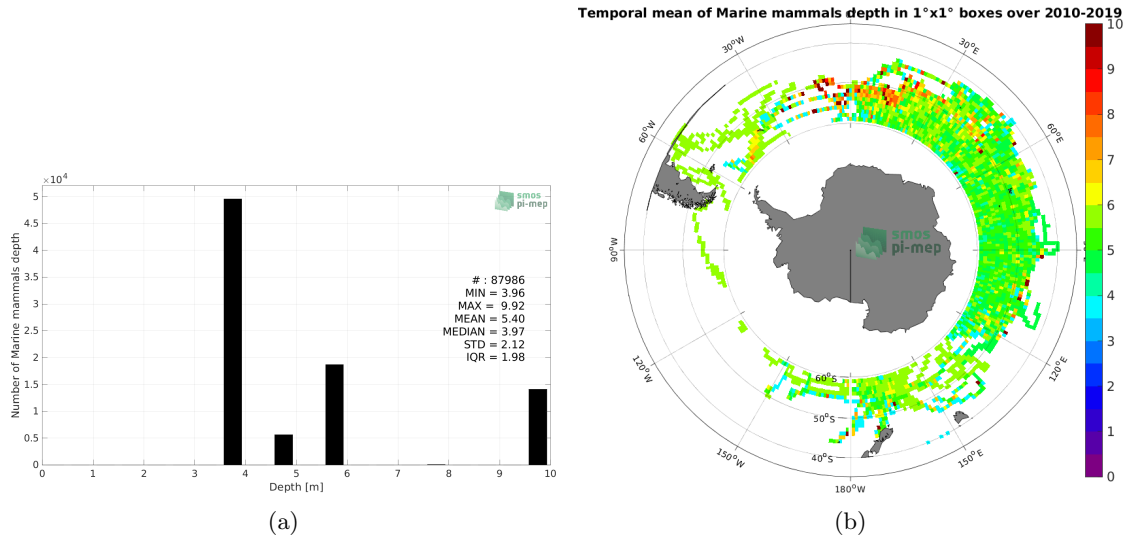 ×10⁴
5
4.5
4
3.5
3
2.5
2
1.5
1
0.5
0
Number of Marine mammals depth
smos
pi-mep
# : 87986
MIN = 3.96
MAX = 9.92
MEAN = 5.40
MEDIAN = 3.97
STD = 2.12
IQR = 1.98
0 1 2 3 4 5 6 7 8 9 10
Depth [m]
(a)
Temporal mean of Marine mammals depth in 1°x1° boxes over 2010-2019
30°W
30°E
60°W
60°E
90°W
120°W
120°E
150°W
150°E
180°W
60°S
50°S
40°S
smos
pi-mep
10
9
8
7
6
5
4
3
2
1
0
(b)